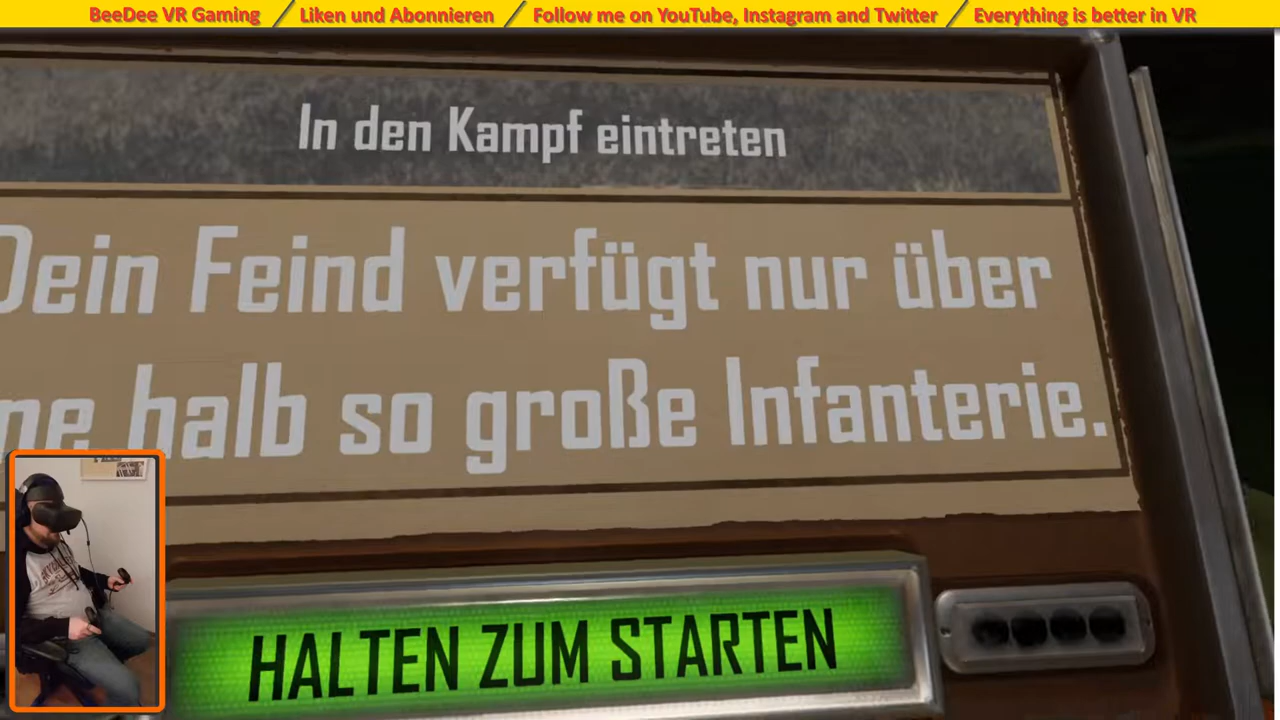 BeeDee VR Gaming / Liken und Abonnieren / Follow me on YouTube, Instagram and Twitter / Everything is better in VR
In den Kampf eintreten
Dein Feind verfügt nur über
ne halb so große Infanterie.
HALTEN ZUM STARTEN